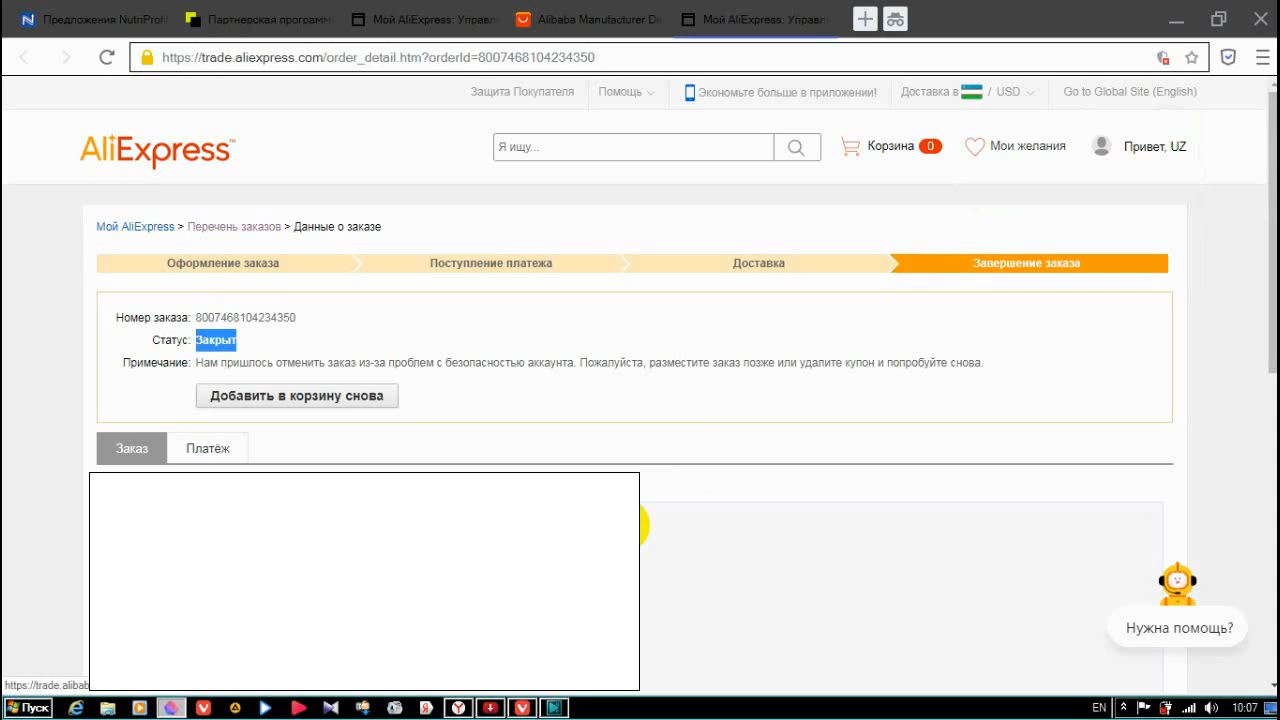 Предложения NutriProfi
Партнерская программ
Мой AliExpress: Управл
Alibaba Manufacturer Di
Мой AliExpress: Управл
https://trade.aliexpress.com/order_detail.htm?orderId=8007468104234350
Защита Покупателя
Помощь
Экономьте больше в приложении!
Доставка в / USD
Go to Global Site (English)
AliExpress™
Я ищу...
Корзина 0
Мои желания
Привет, UZ
Мой AliExpress > Перечень заказов > Данные о заказе
Оформление заказа
Поступление платежа
Доставка
Завершение заказа
Номер заказа: 8007468104234350
Статус: Закрыт
Примечание: Нам пришлось отменить заказ из-за проблем с безопасностью аккаунта. Пожалуйста, разместите заказ позже или удалите купон и попробуйте снова.
Добавить в корзину снова
Заказ
Платёж
Нужна помощь?
https://trade.alibab
Пуск
EN
10:07